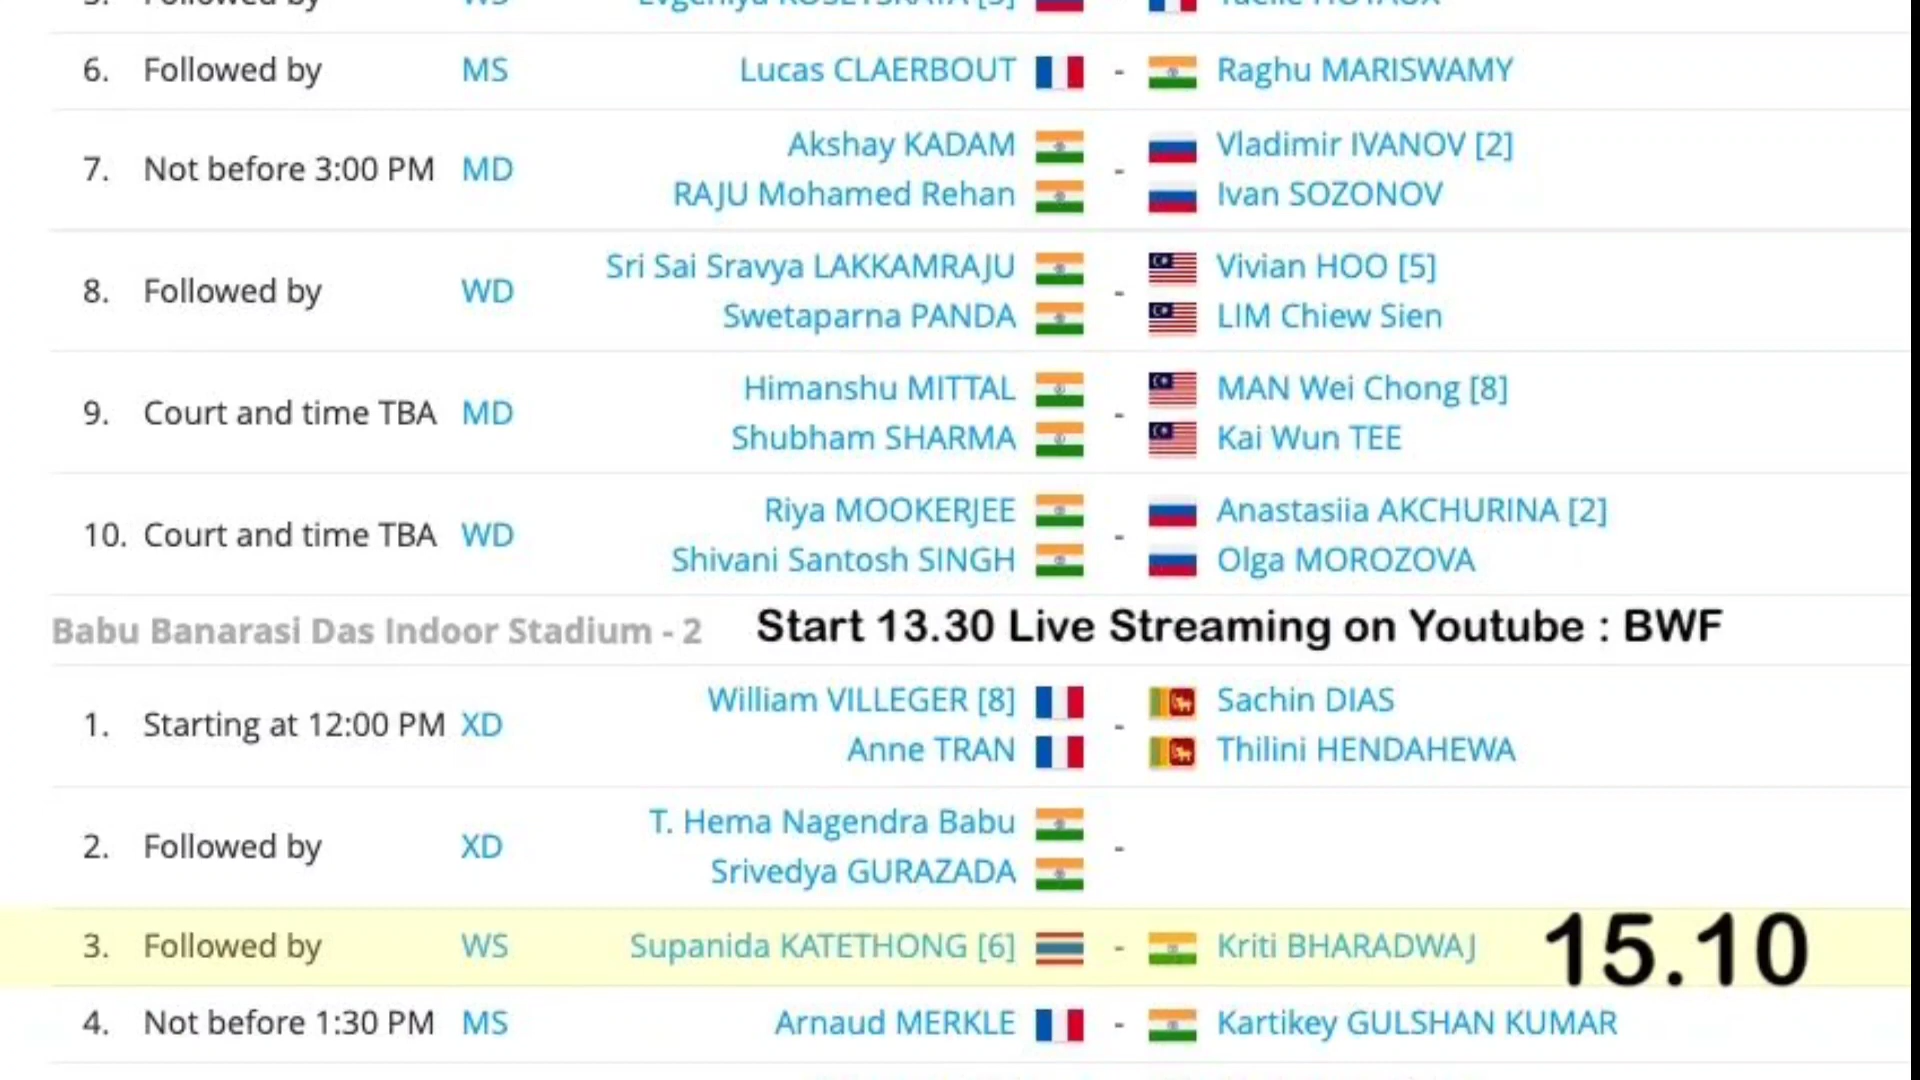 6. Followed by MS Lucas CLAERBOUT - Raghu MARISWAMY
Akshay KADAM Vladimir IVANOV [2]
7. Not before 3:00 PM MD -
RAJU Mohamed Rehan Ivan SOZONOV
Sri Sai Sravya LAKKAMRAJU Vivian HOO [5]
8. Followed by WD -
Swetaparna PANDA LIM Chiew Sien
Himanshu MITTAL MAN Wei Chong [8]
9. Court and time TBA MD -
Shubham SHARMA Kai Wun TEE
Riya MOOKERJEE Anastasiia AKCHURINA [2]
10. Court and time TBA WD -
Shivani Santosh SINGH Olga MOROZOVA
Babu Banarasi Das Indoor Stadium - 2 Start 13.30 Live Streaming on Youtube : BWF
William VILLEGER [8] Sachin DIAS
1. Starting at 12:00 PM XD -
Anne TRAN Thilini HENDAHEWA
T. Hema Nagendra Babu
2. Followed by XD -
Srivedya GURAZADA
3. Followed by WS Supanida KATETHONG [6] - Kriti BHARADWAJ 15.10
4. Not before 1:30 PM MS Arnaud MERKLE - Kartikey GULSHAN KUMAR